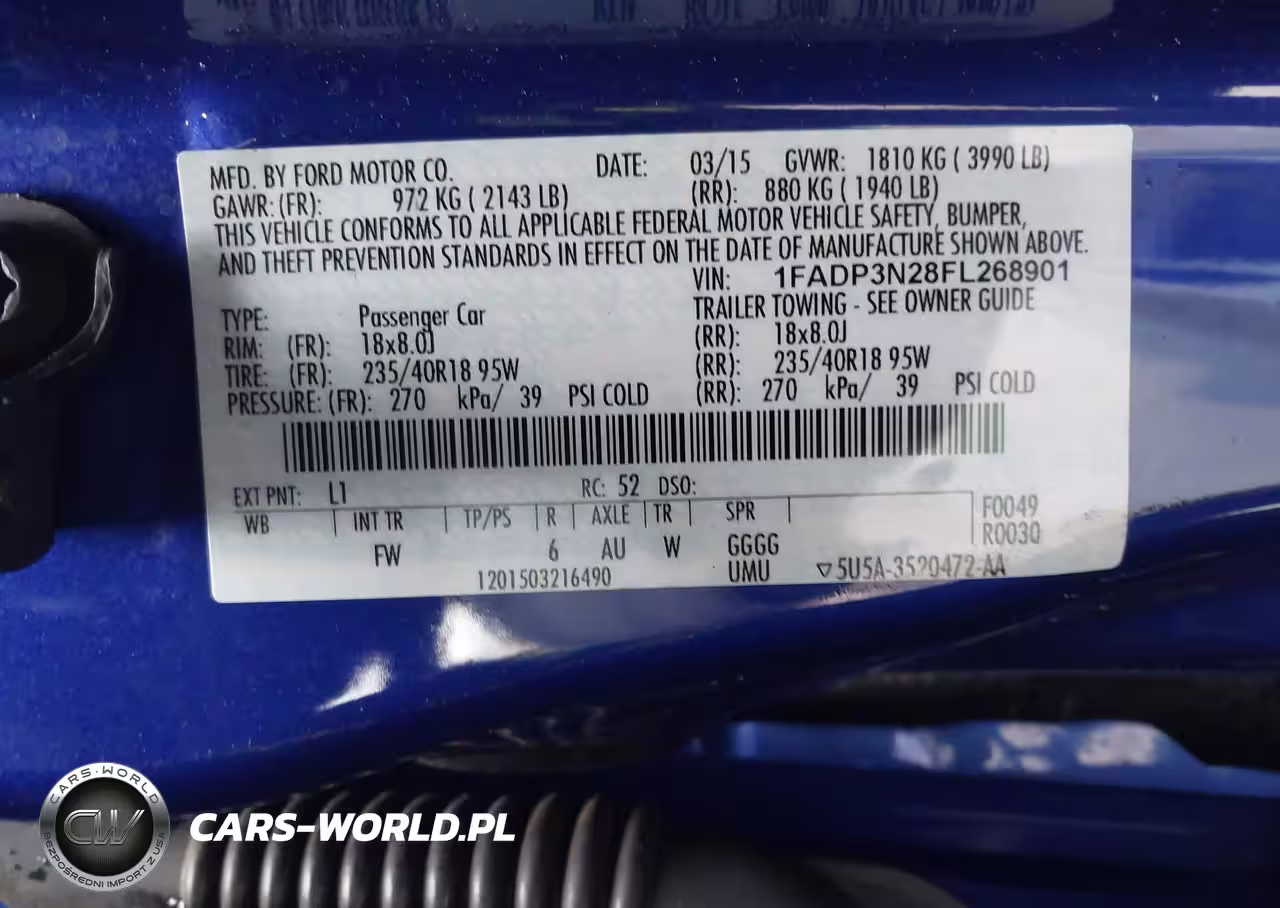 MFD. BY FORD MOTOR CO. DATE: 03/15 GVWR: 1810 KG ( 3990 LB)
GAWR: (FR): 972 KG ( 2143 LB) (RR): 880 KG ( 1940 LB)
THIS VEHICLE CONFORMS TO ALL APPLICABLE FEDERAL MOTOR VEHICLE SAFETY, BUMPER,
AND THEFT PREVENTION STANDARDS IN EFFECT ON THE DATE OF MANUFACTURE SHOWN ABOVE.
VIN: 1FADP3N28FL268901
TYPE: Passenger Car TRAILER TOWING - SEE OWNER GUIDE
RIM: (FR): 18x8.0J (RR): 18x8.0J
TIRE: (FR): 235/40R18 95W (RR): 235/40R18 95W
PRESSURE: (FR): 270 kPa/ 39 PSI COLD (RR): 270 kPa/ 39 PSI COLD
EXT PNT: L1 RC: 52 DSO:
WB INT TR TP/PS R AXLE TR SPR F0049
R0030
FW 6 AU W GGGG
1201503216490 UMU ▽5U5A-3520472-AA
CARS-WORLD
CW
BEZPOŚREDNI IMPORT Z USA
CARS-WORLD.PL